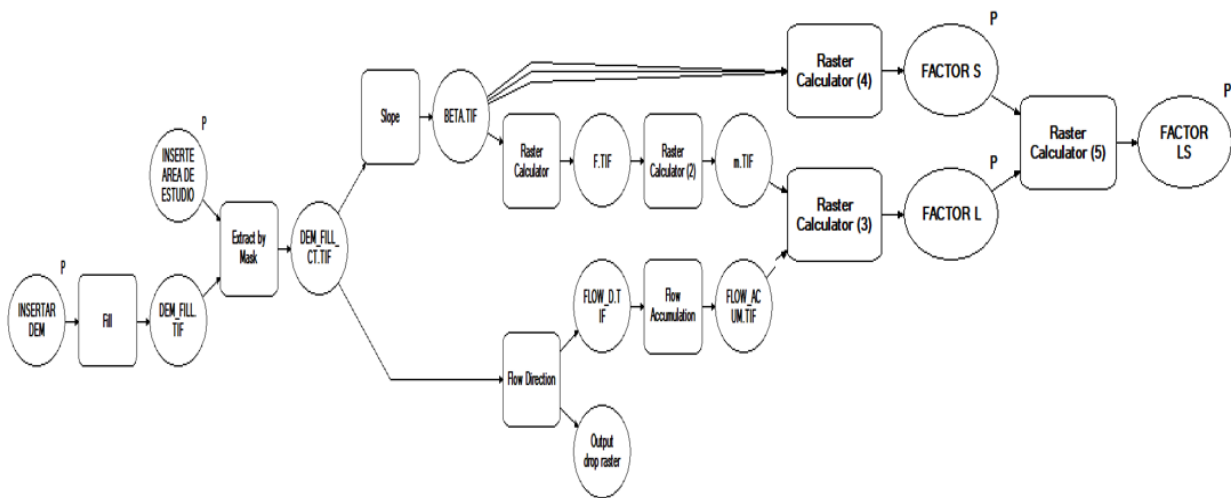 P
INSERTAR
DEM
Fill
DEM_FILL.
TIF
P
INSERTE
AREA DE
ESTUDIO
Extract by
Mask
DEM_FILL_
CT.TIF
Slope
BETA.TIF
Raster
Calculator
F.TIF
Raster
Calculator (2)
m.TIF
Flow Direction
FLOW_D.T
IF
Output
drop raster
Flow
Accumulation
FLOW_AC
UM.TIF
Raster
Calculator (4)
P
FACTOR S
Raster
Calculator (3)
P
FACTOR L
Raster
Calculator (5)
P
FACTOR
LS